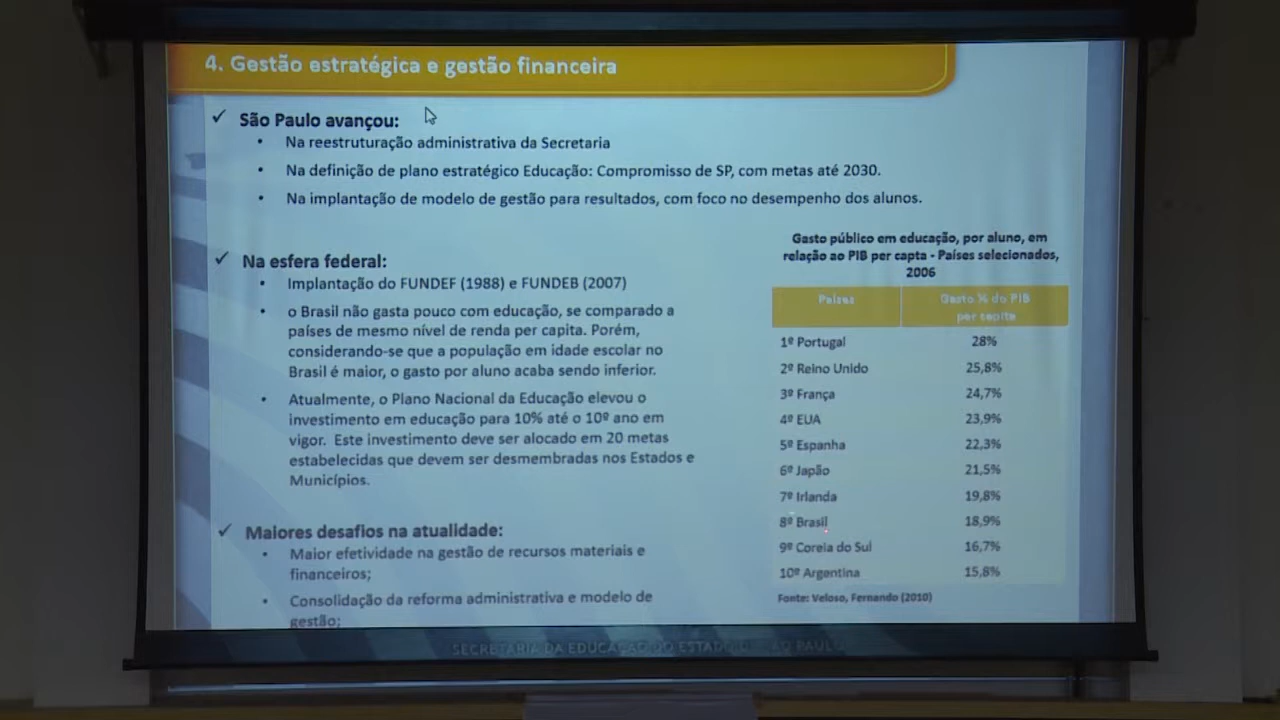 4. Gestão estratégica e gestão financeira
✓ São Paulo avançou:
• Na reestruturação administrativa da Secretaria
• Na definição de plano estratégico Educação: Compromisso de SP, com metas até 2030.
• Na implantação de modelo de gestão para resultados, com foco no desempenho dos alunos.
✓ Na esfera federal:
• Implantação do FUNDEF (1988) e FUNDEB (2007)
• o Brasil não gasta pouco com educação, se comparado a
países de mesmo nível de renda per capita. Porém,
considerando-se que a população em idade escolar no
Brasil é maior, o gasto por aluno acaba sendo inferior.
• Atualmente, o Plano Nacional da Educação elevou o
investimento em educação para 10% até o 10º ano em
vigor. Este investimento deve ser alocado em 20 metas
estabelecidas que devem ser desmembradas nos Estados e
Municípios.
✓ Maiores desafios na atualidade:
• Maior efetividade na gestão de recursos materiais e
financeiros;
• Consolidação da reforma administrativa e modelo de
gestão;
Gasto público em educação, por aluno, em
relação ao PIB per capta - Países selecionados,
2006
Países Gasto % do PIB
per capita
1º Portugal 28%
2º Reino Unido 25,8%
3º França 24,7%
4º EUA 23,9%
5º Espanha 22,3%
6º Japão 21,5%
7º Irlanda 19,8%
8º Brasil 18,9%
9º Coreia do Sul 16,7%
10º Argentina 15,8%
Fonte: Veloso, Fernando (2010)
SECRETARIA DA EDUCAÇÃO DO ESTADO DE SÃO PAULO